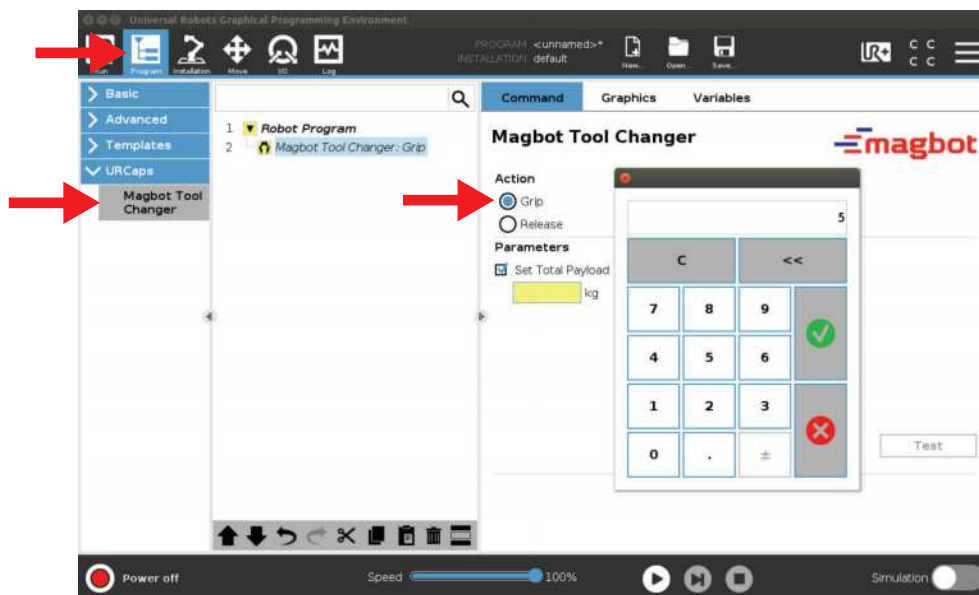 Universal Robots Graphical Programming Environment
Run
Program
Installation
Move
I/O
Log
PROGRAM <unnamed>*
INSTALLATION default
New...
Open...
Save...
UR+
C C
C C
Basic
Advanced
Templates
URCaps
Magbot Tool
Changer
1 Robot Program
2 Magbot Tool Changer: Grip
Command Graphics Variables
Magbot Tool Changer
magbot
Action
Grip
Release
Parameters
Set Total Payload
kg
5
C <<
7 8 9
4 5 6
1 2 3
0 . ±
Test
Power off
Speed 100%
Simulation